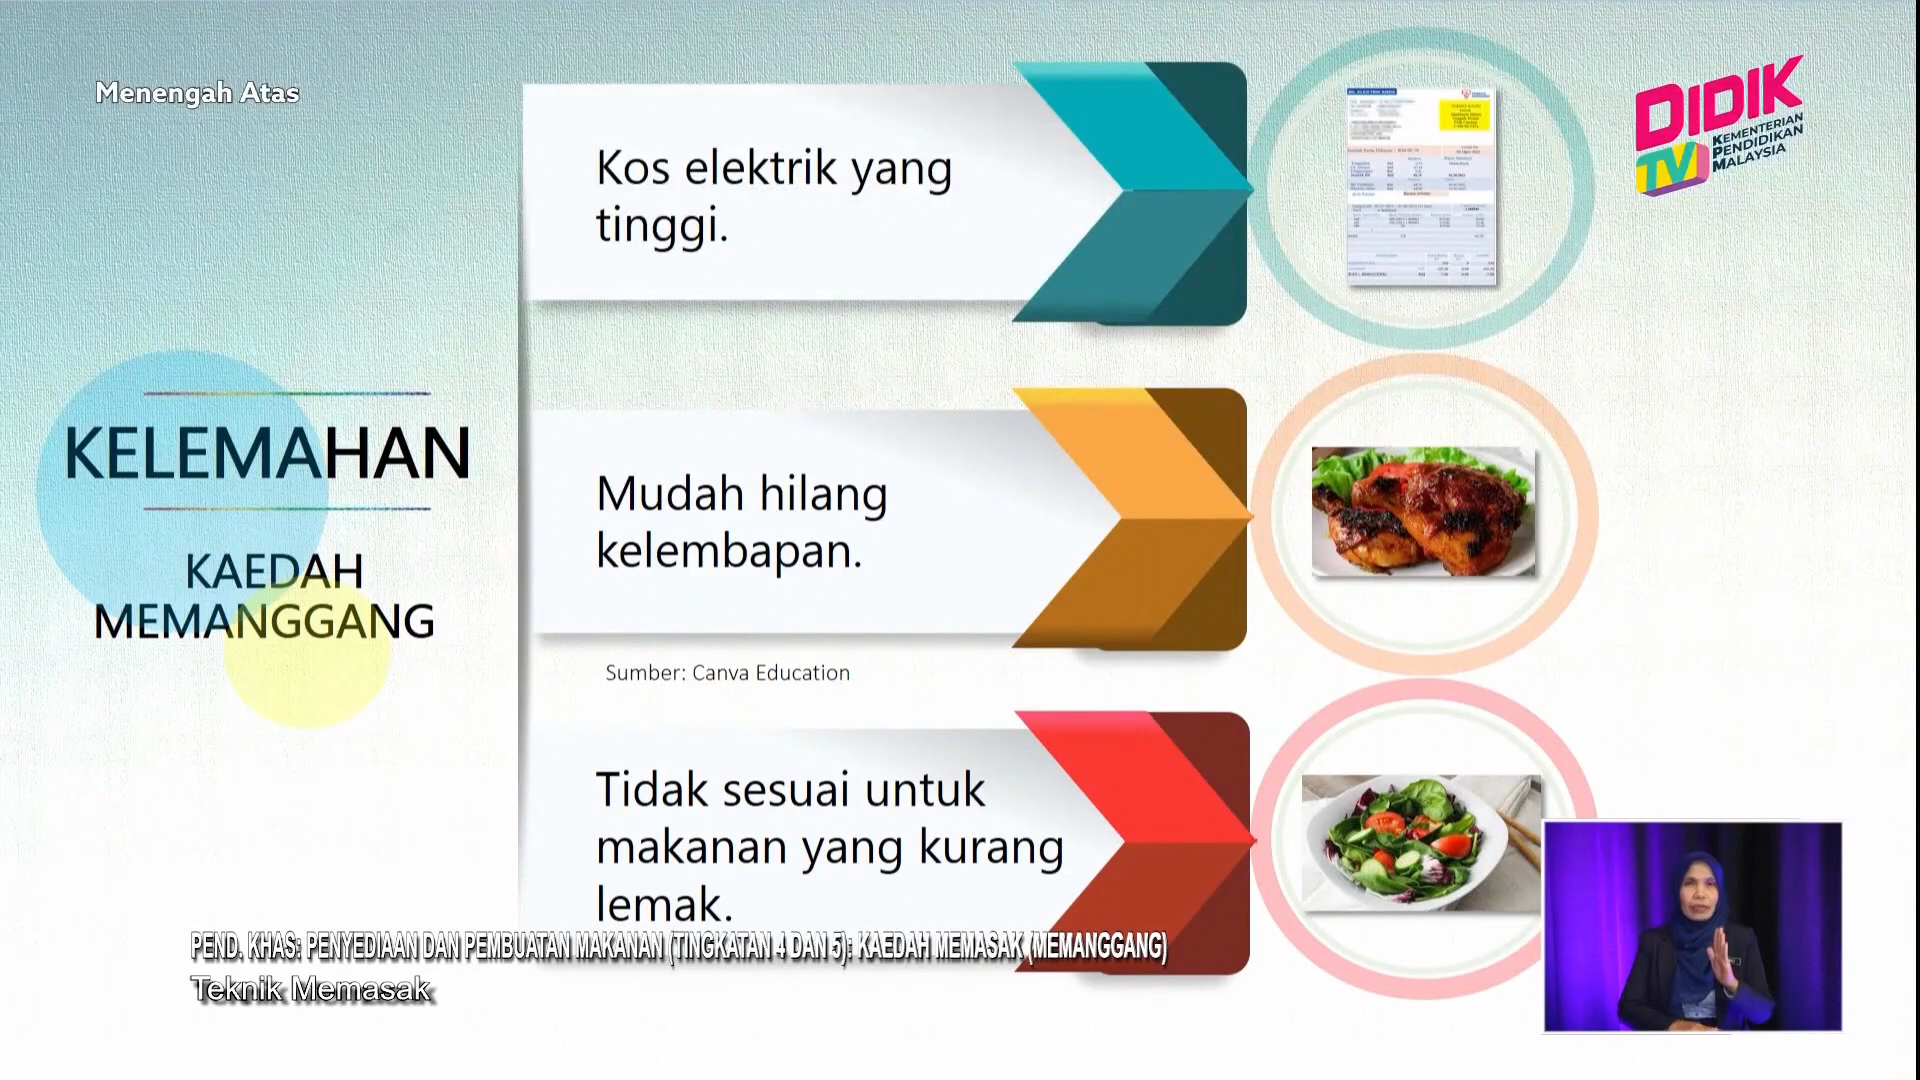 Menengah Atas
DIDIK
TV
KEMENTERIAN
PENDIDIKAN
MALAYSIA
KELEMAHAN
KAEDAH
MEMANGGANG
Kos elektrik yang
tinggi.
Mudah hilang
kelembapan.
Sumber: Canva Education
Tidak sesuai untuk
makanan yang kurang
lemak.
PEND. KHAS: PENYEDIAAN DAN PEMBUATAN MAKANAN (TINGKATAN 4 DAN 5): KAEDAH MEMASAK (MEMANGGANG)
Teknik Memasak